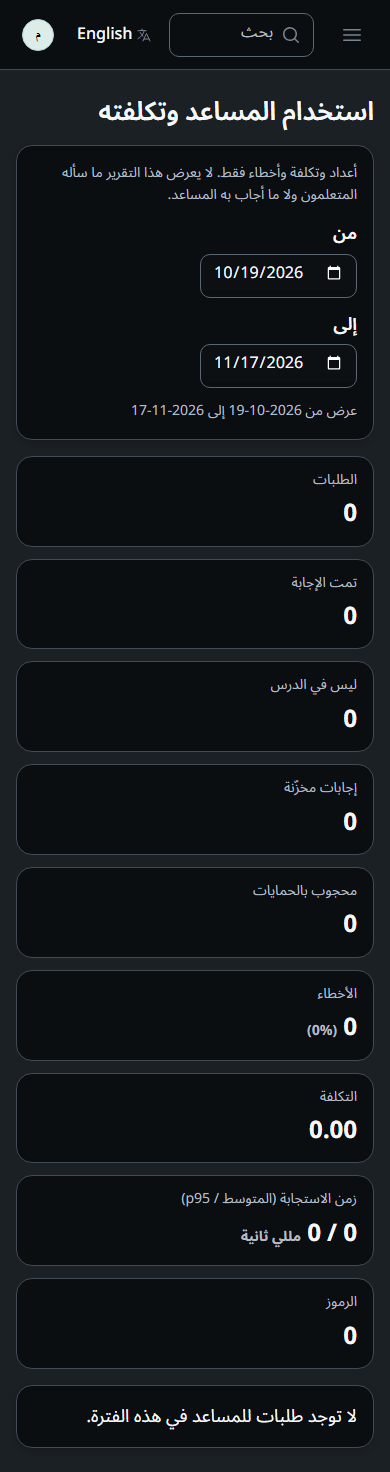 بحث
English
م
استخدام المساعد وتكلفته
أعداد وتكلفة وأخطاء فقط. لا يعرض هذا التقرير ما سأله
المتعلمون ولا ما أجاب به المساعد.
من
10/19/2026
إلى
11/17/2026
عرض من 2026-10-19 إلى 2026-11-17
الطلبات
0
تمت الإجابة
0
ليس في الدرس
0
إجابات مخزّنة
0
محجوب بالحمايات
0
الأخطاء
0 (0%)
التكلفة
0.00
زمن الاستجابة (المتوسط / p95)
0 / 0 مللي ثانية
الرموز
0
لا توجد طلبات للمساعد في هذه الفترة.